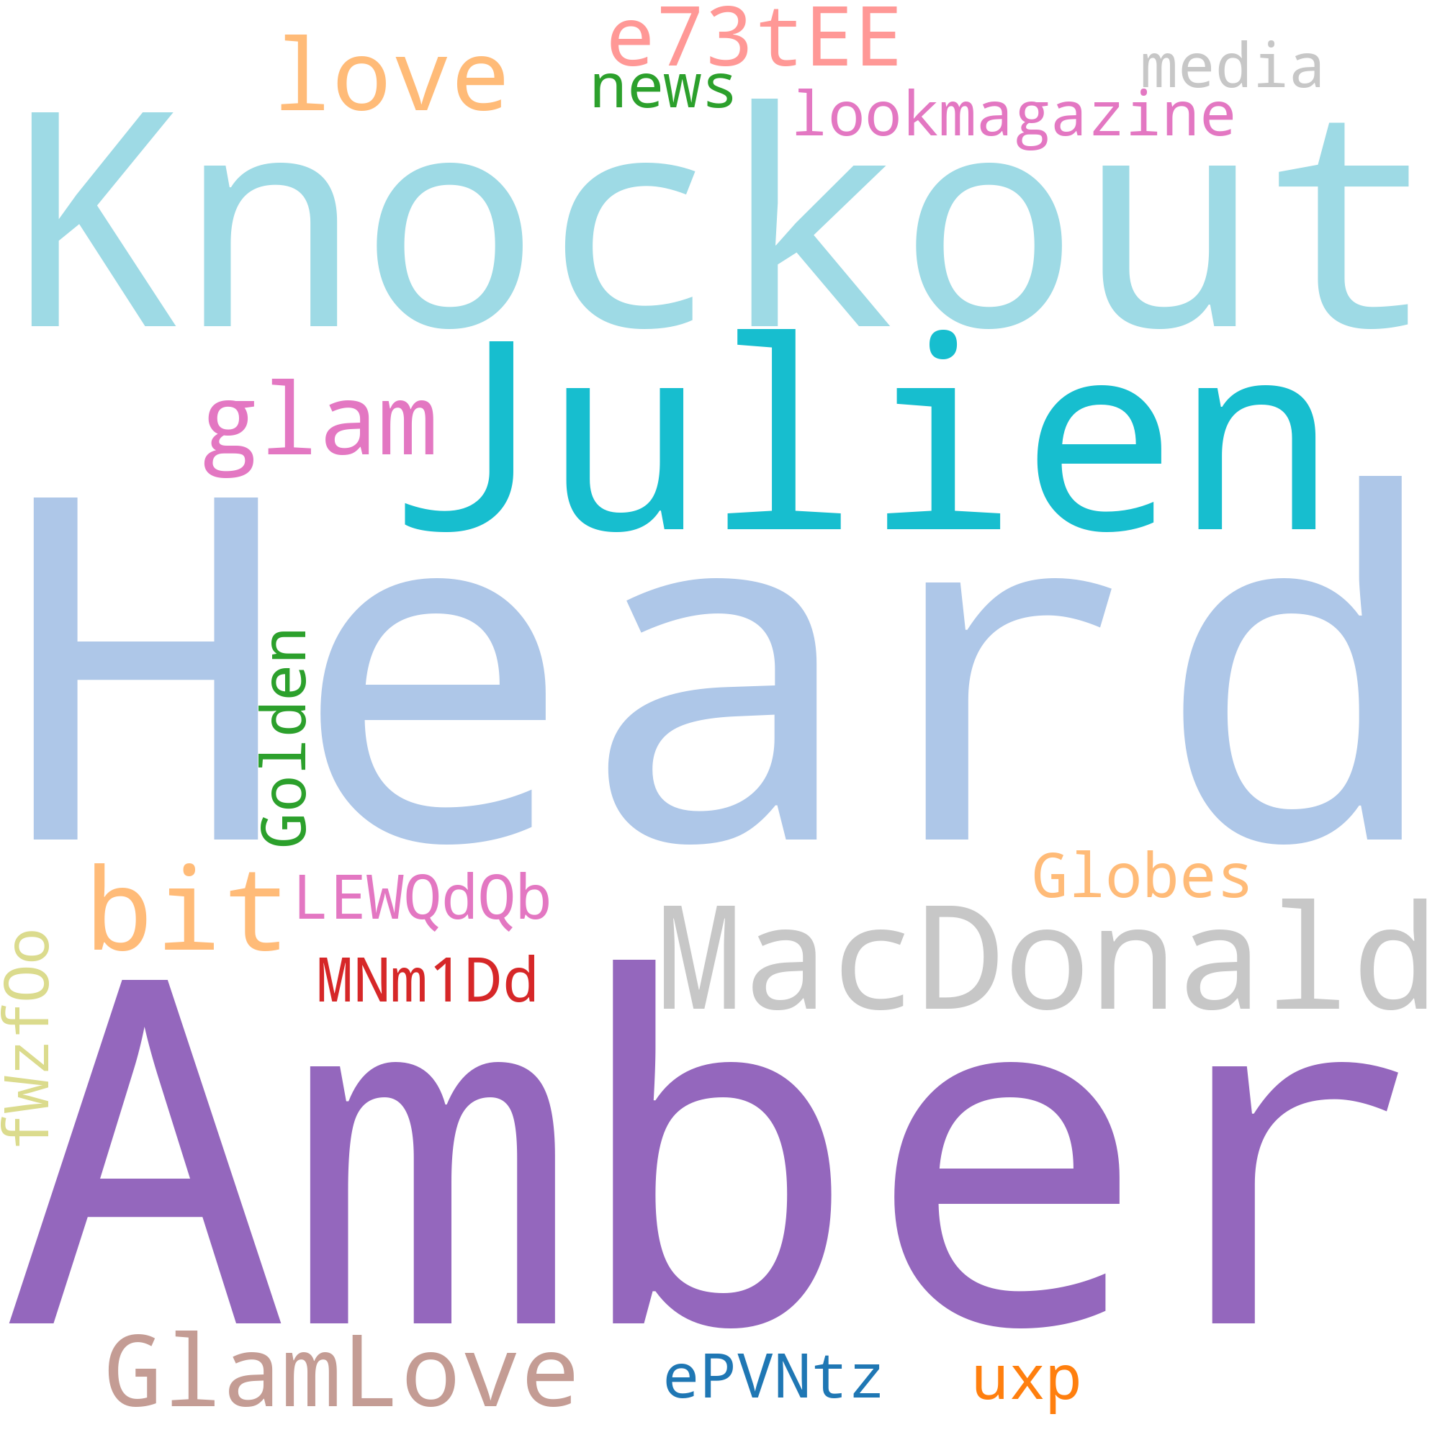 e73tEE
love
media
news
lookmagazine
Knockout
Julien
glam
Heard
Golden
bit
LEWQdQb
Globes
MacDonald
fWzfOo
MNm1Dd
Amber
GlamLove
ePVNtz
uxp